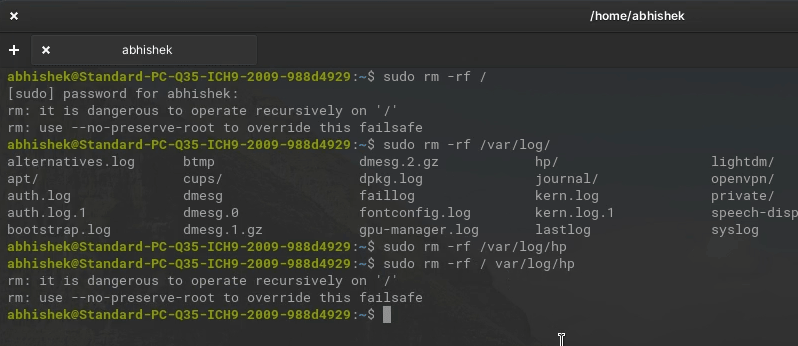 /home/abhishek
abhishek
abhishek@Standard-PC-Q35-ICH9-2009-988d4929:~$ sudo rm -rf /
[sudo] password for abhishek:
rm: it is dangerous to operate recursively on '/'
rm: use --no-preserve-root to override this failsafe
abhishek@Standard-PC-Q35-ICH9-2009-988d4929:~$ sudo rm -rf /var/log/
alternatives.log btmp dmesg.2.gz hp/ lightdm/
apt/ cups/ dpkg.log journal/ openvpn/
auth.log dmesg faillog kern.log private/
auth.log.1 dmesg.0 fontconfig.log kern.log.1 speech-disp
bootstrap.log dmesg.1.gz gpu-manager.log lastlog syslog
abhishek@Standard-PC-Q35-ICH9-2009-988d4929:~$ sudo rm -rf /var/log/hp
abhishek@Standard-PC-Q35-ICH9-2009-988d4929:~$ sudo rm -rf / var/log/hp
rm: it is dangerous to operate recursively on '/'
rm: use --no-preserve-root to override this failsafe
abhishek@Standard-PC-Q35-ICH9-2009-988d4929:~$